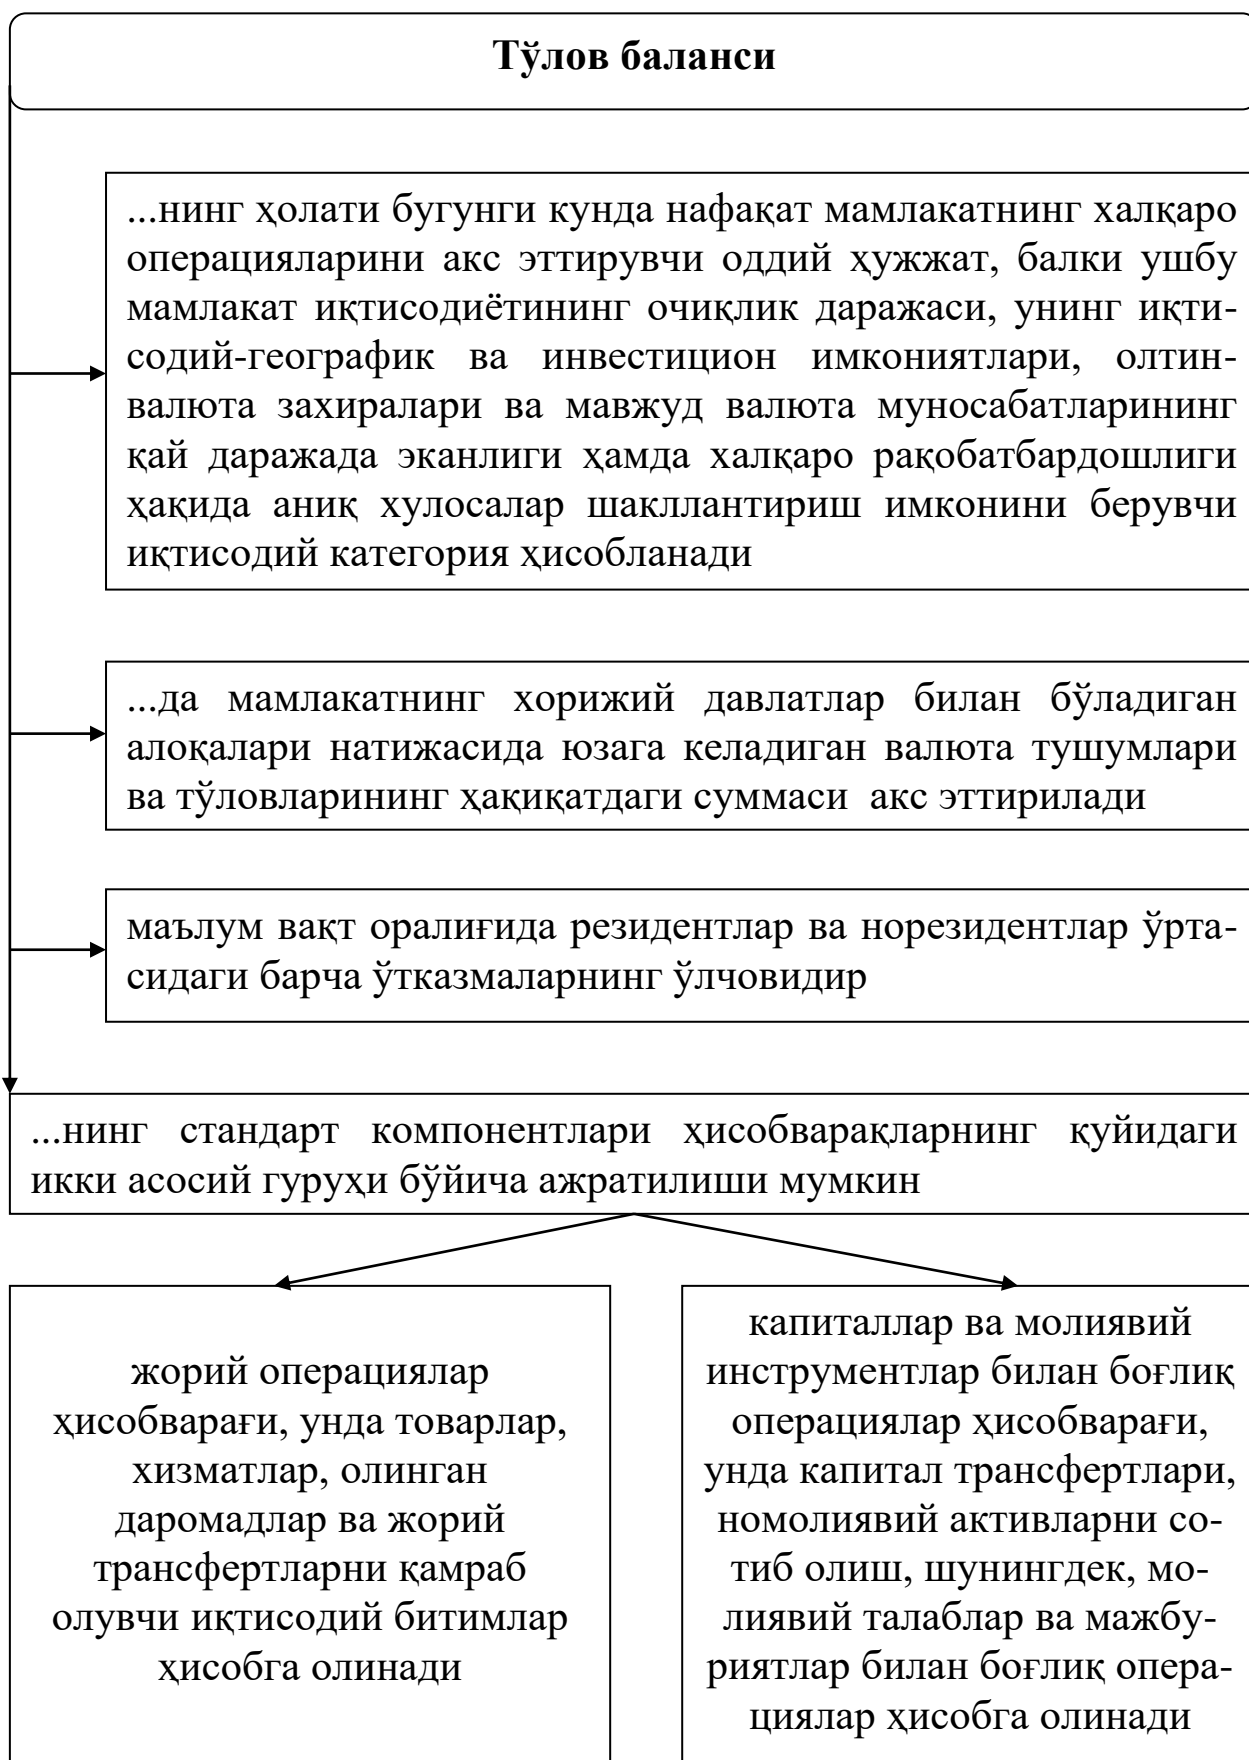 Тўлов баланси
...нинг ҳолати бугунги кунда нафақат мамлакатнинг халқаро
операцияларини акс эттирувчи оддий ҳужжат, балки ушбу
мамлакат иқтисодиётининг очиқлик даражаси, унинг иқти-
содий-географик ва инвестицион имкониятлари, олтин-
валюта захиралари ва мавжуд валюта муносабатларининг
қай даражада эканлиги ҳамда халқаро рақобатбардошлиги
ҳақида аниқ хулосалар шакллантириш имконини берувчи
иқтисодий категория ҳисобланади
...да мамлакатнинг хорижий давлатлар билан бўладиган
алоқалари натижасида юзага келадиган валюта тушумлари
ва тўловларининг ҳақиқатдаги суммаси акс эттирилади
маълум вақт оралиғида резидентлар ва норезидентлар ўрта-
сидаги барча ўтказмаларнинг ўлчовидир
...нинг стандарт компонентлари ҳисобварақларнинг қуйидаги
икки асосий гуруҳи бўйича ажратилиши мумкин
жорий операциялар
ҳисобварағи, унда товарлар,
хизматлар, олинган
даромадлар ва жорий
трансфертларни қамраб
олувчи иқтисодий битимлар
ҳисобга олинади
капиталлар ва молиявий
инструментлар билан боғлиқ
операциялар ҳисобварағи,
унда капитал трансфертлари,
номолиявий активларни со-
тиб олиш, шунингдек, мо-
лиявий талаблар ва мажбу-
риятлар билан боғлиқ опера-
циялар ҳисобга олинади